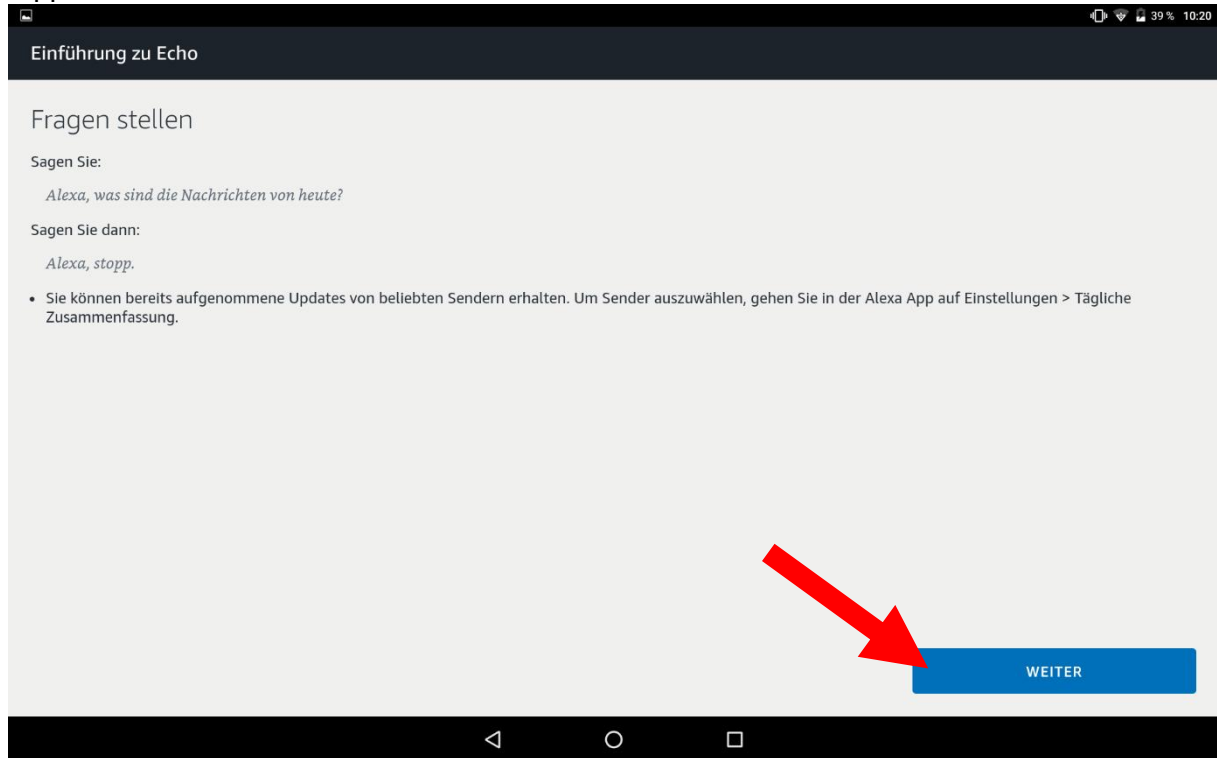 39 % 10:20
Einführung zu Echo
Fragen stellen
Sagen Sie:
Alexa, was sind die Nachrichten von heute?
Sagen Sie dann:
Alexa, stopp.
• Sie können bereits aufgenommene Updates von beliebten Sendern erhalten. Um Sender auszuwählen, gehen Sie in der Alexa App auf Einstellungen > Tägliche
Zusammenfassung.
WEITER